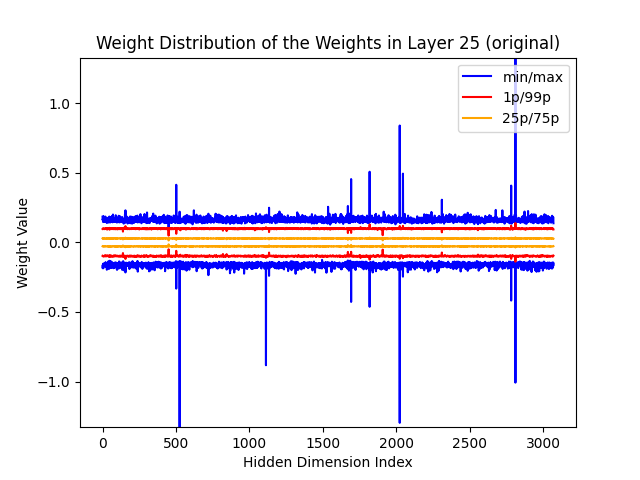 Weight Distribution of the Weights in Layer 25 (original)
min/max
1p/99p
25p/75p
1.0
0.5
0.0
−0.5
−1.0
Weight Value
0 500 1000 1500 2000 2500 3000
Hidden Dimension Index